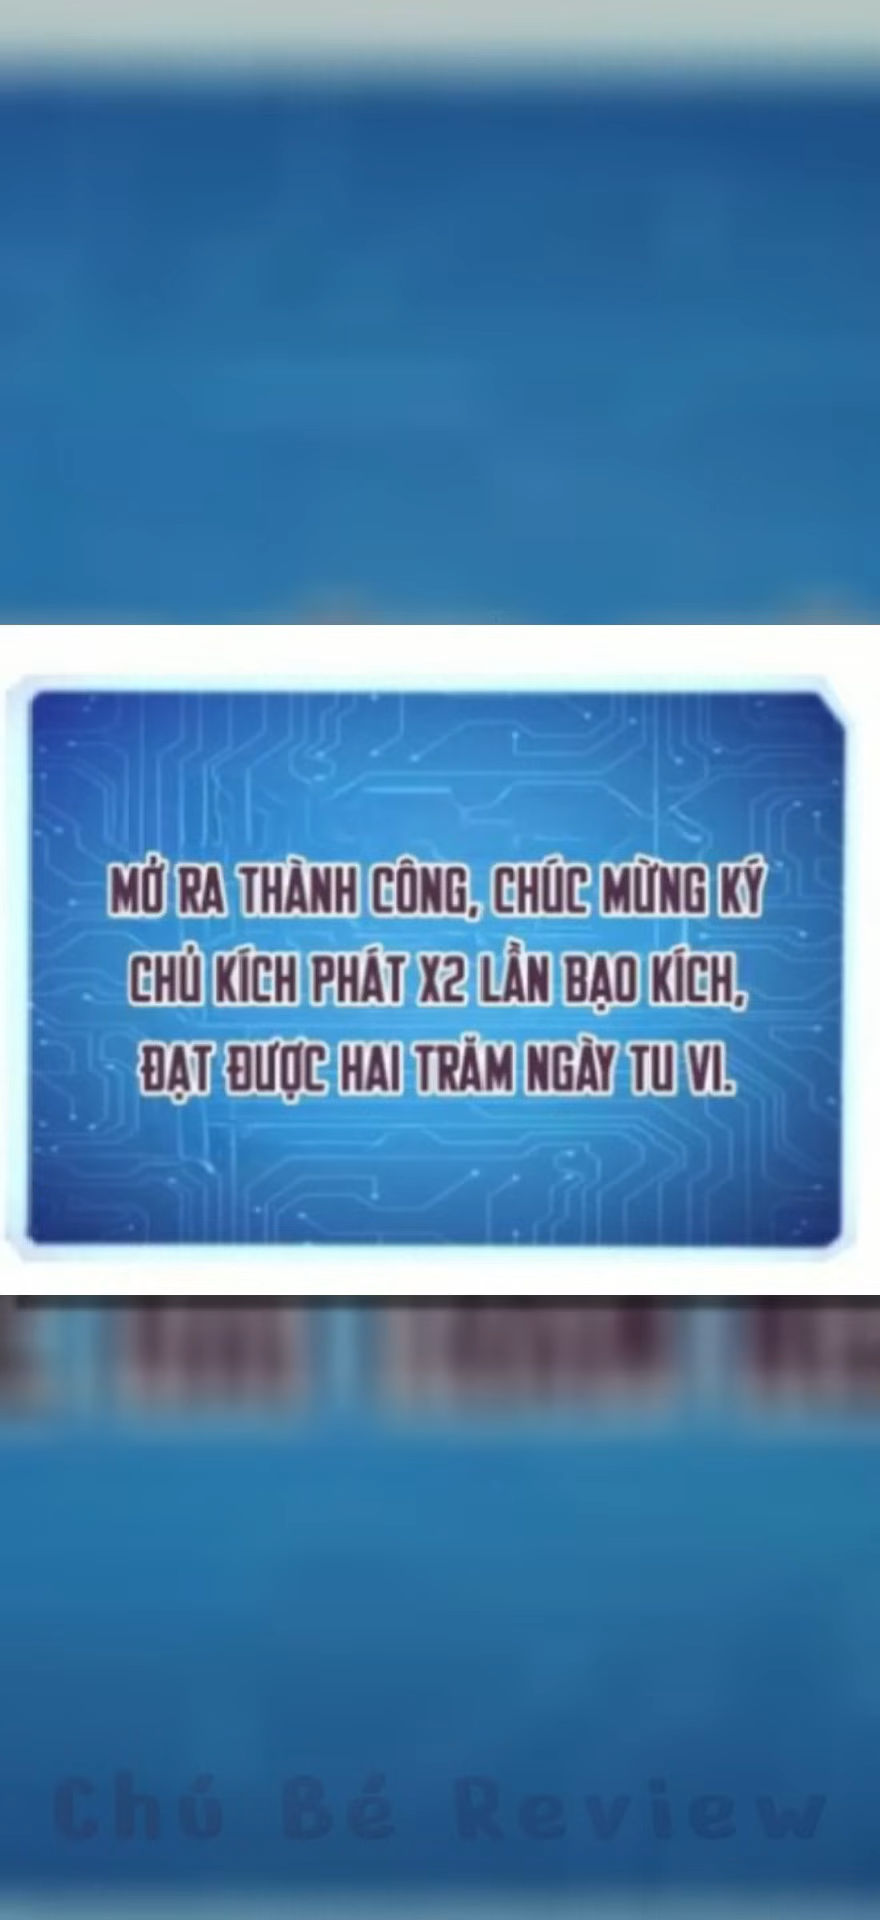 MỞ RA THÀNH CÔNG, CHÚC MỪNG KÝ
CHỦ KÍCH PHÁT X2 LẦN BẠO KÍCH,
ĐẠT ĐƯỢC HAI TRĂM NGÀY TU VI.
Chú Bé Review